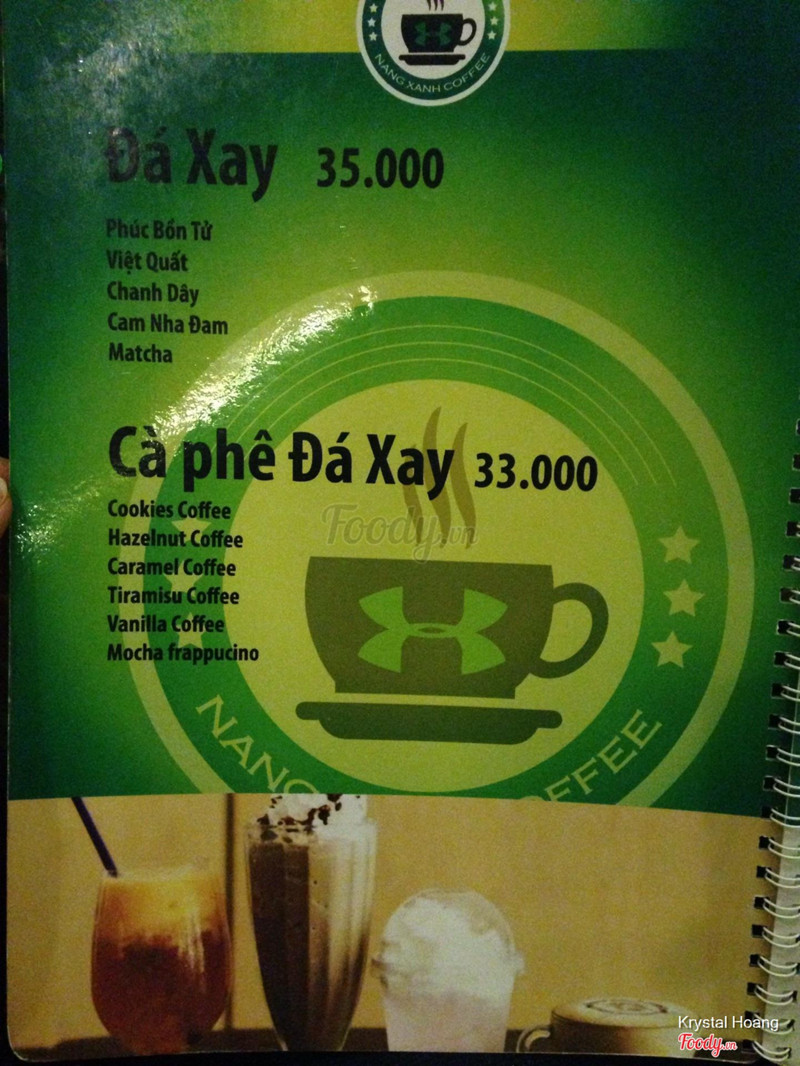 NANG XANH COFFEE
Đá Xay 35.000
Phúc Bồn Tử
Việt Quất
Chanh Dây
Cam Nha Đam
Matcha
Cà phê Đá Xay 33.000
Cookies Coffee
Hazelnut Coffee
Caramel Coffee
Tiramisu Coffee
Vanilla Coffee
Mocha frappucino
Foody.vn
NANG
OFFEE
Krystal Hoang
Foody.vn